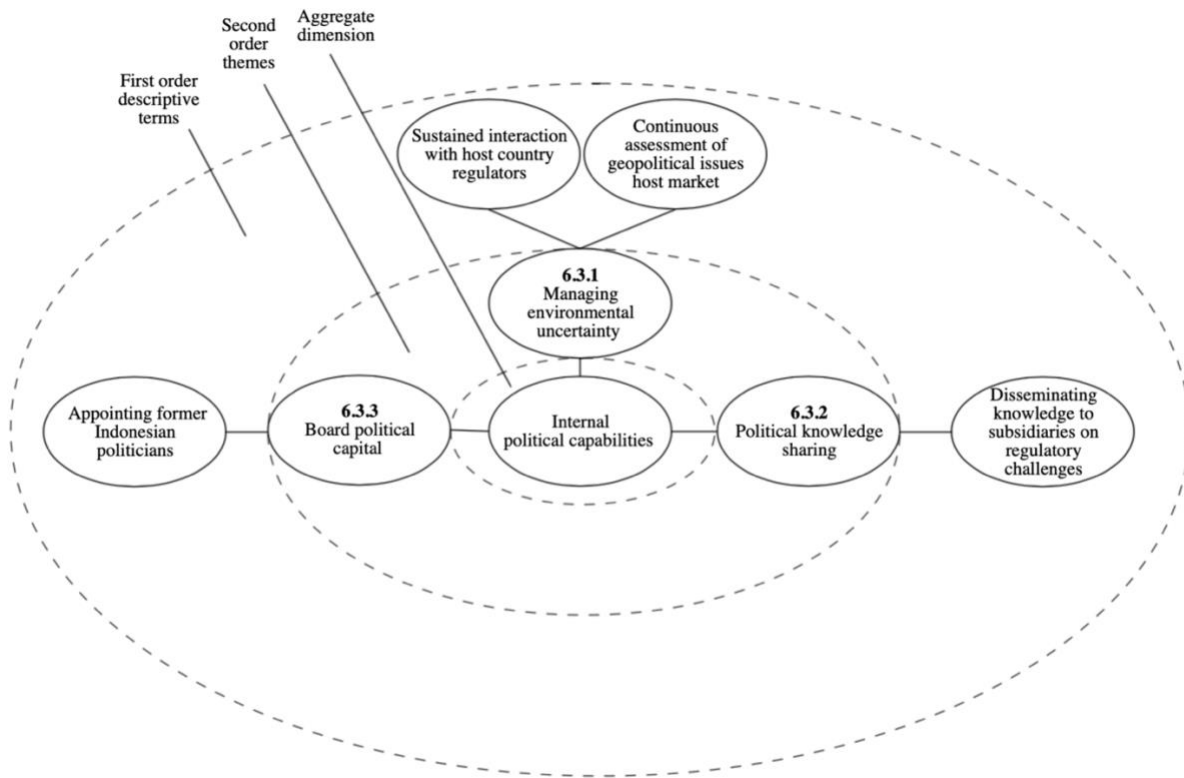 Aggregate
dimension
Second
order
themes
First order
descriptive
terms
Sustained interaction
with host country
regulators
Continuous
assessment of
geopolitical issues
host market
6.3.1
Managing
environmental
uncertainty
Appointing former
Indonesian
politicians
6.3.3
Board political
capital
Internal
political capabilities
6.3.2
Political knowledge
sharing
Disseminating
knowledge to
subsidiaries on
regulatory
challenges